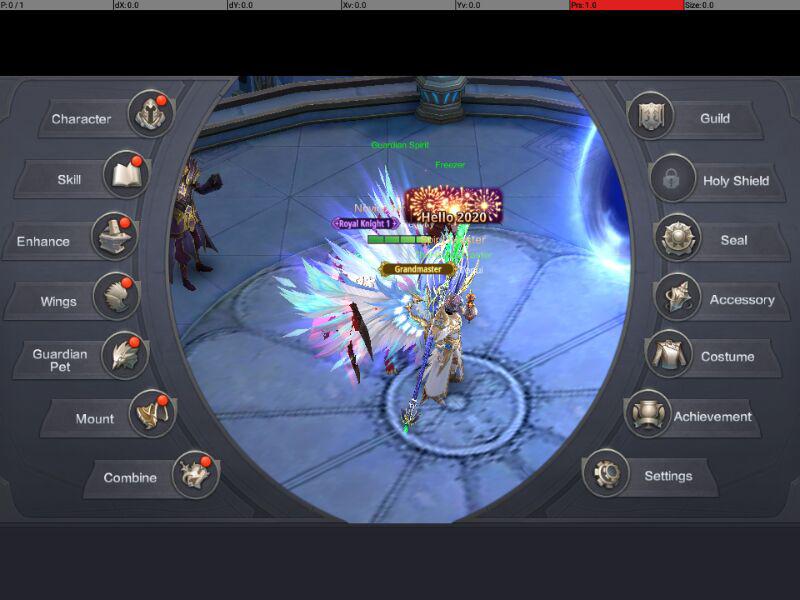 P: 0 / 1
dX: 0.0
dY: 0.0
Xv: 0.0
Yv: 0.0
Prs: 1.0
Size: 0.0
Character
Guild
Skill
Holy Shield
Enhance
Seal
Wings
Accessory
Guardian
Pet
Costume
Mount
Achievement
Combine
Settings
Guardian Spirit
Freezer
Hello 2020
Royal Knight 1
Grandmaster